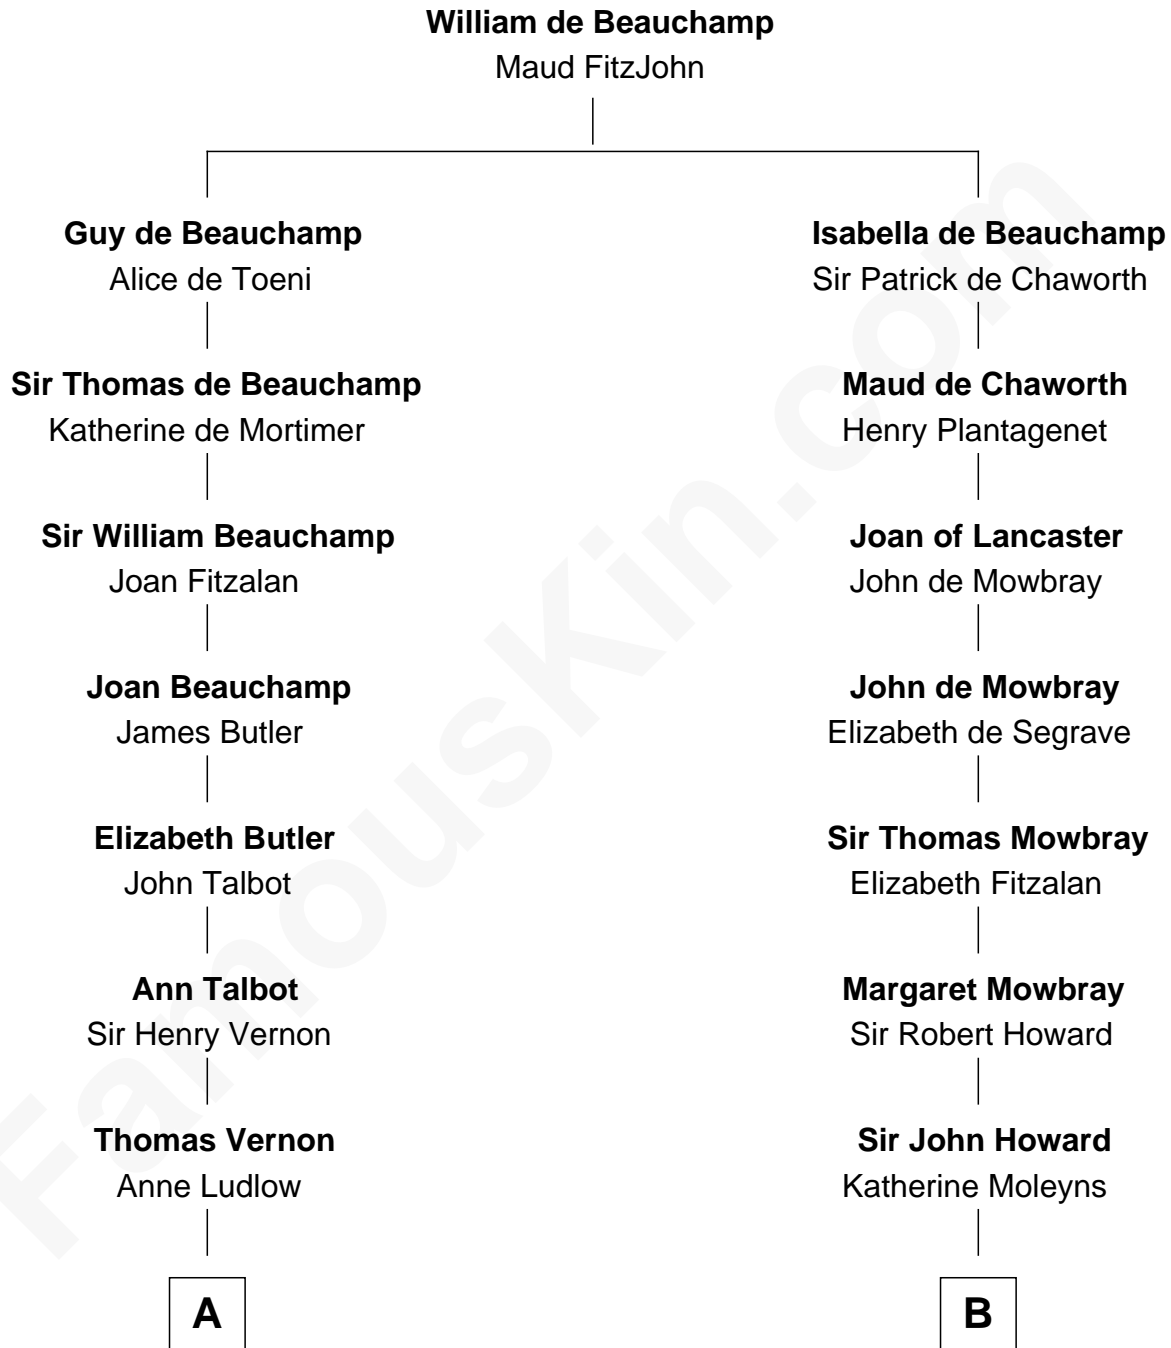 William de Beauchamp
Maud FitzJohn
Guy de Beauchamp
Alice de Toeni
Isabella de Beauchamp
Sir Patrick de Chaworth
Sir Thomas de Beauchamp
Katherine de Mortimer
Maud de Chaworth
Henry Plantagenet
Sir William Beauchamp
Joan Fitzalan
Joan of Lancaster
John de Mowbray
Joan Beauchamp
James Butler
John de Mowbray
Elizabeth de Segrave
Elizabeth Butler
John Talbot
Sir Thomas Mowbray
Elizabeth Fitzalan
Ann Talbot
Sir Henry Vernon
Margaret Mowbray
Sir Robert Howard
Thomas Vernon
Anne Ludlow
Sir John Howard
Katherine Moleyns
A
B
FamousKin.com